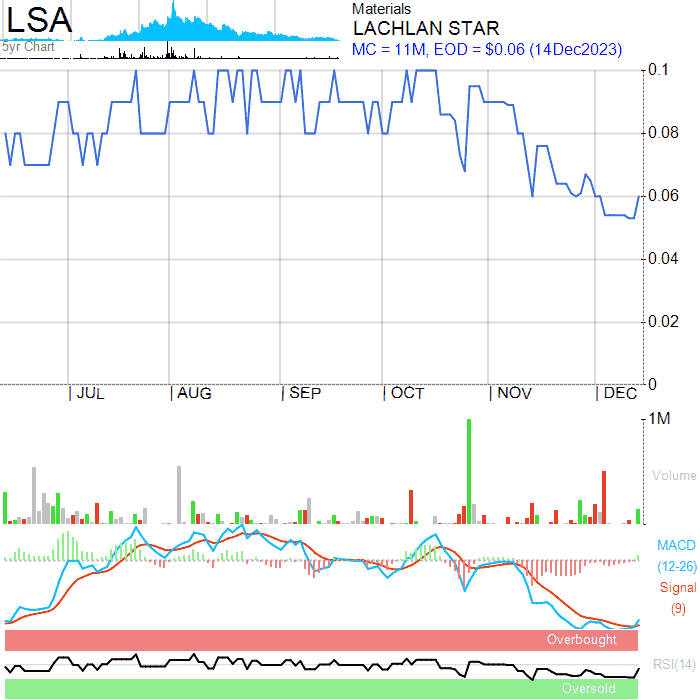 LSA
5yr Chart
Materials
LACHLAN STAR
MC = 11M, EOD = $0.06 (14Dec2023)
0.1
0.08
0.06
0.04
0.02
0
| JUL | AUG | SEP | OCT | NOV | DEC
1M
Volume
MACD
(12-26)
Signal
(9)
Overbought
RSI(14)
Oversold